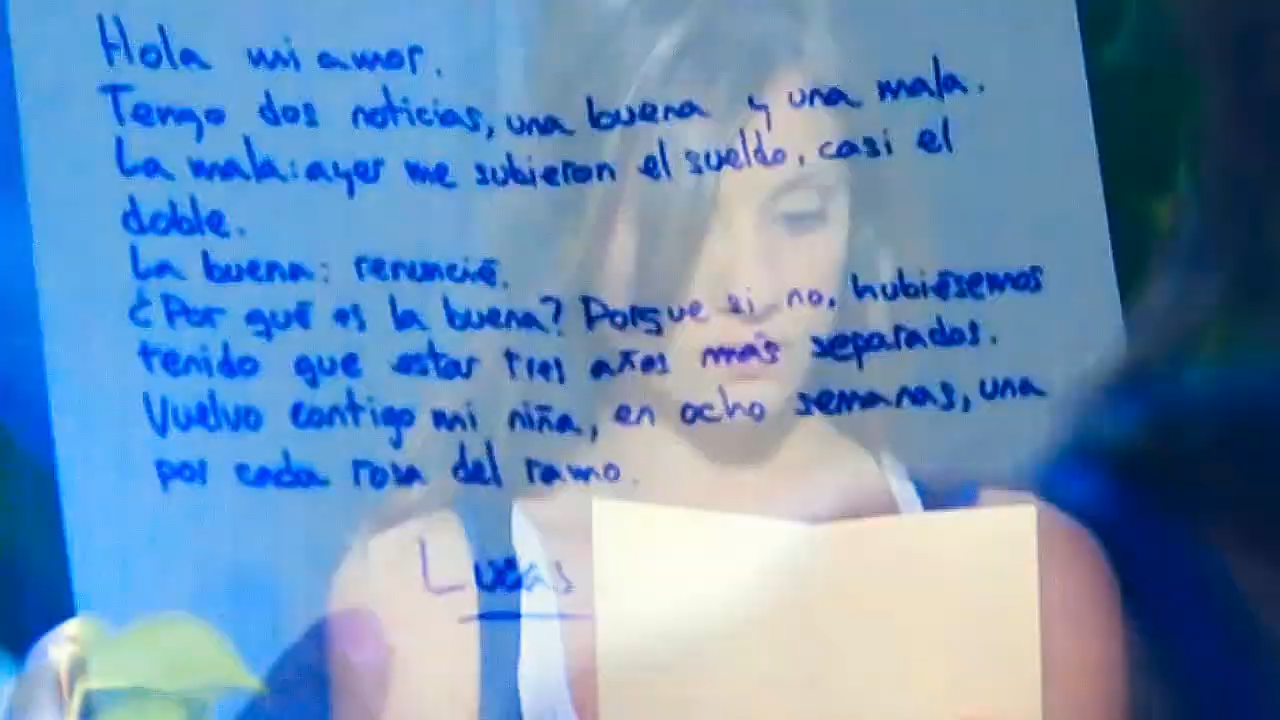 Hola mi amor.
Tengo dos noticias, una buena y una mala.
La mala: ayer me subieron el sueldo, casi el
doble.
La buena: renuncié.
¿Por qué es la buena? Porque si no, hubiésemos
tenido que estar tres años más separados.
Vuelvo contigo mi niña, en ocho semanas, una
por cada rosa del ramo.
Lucas